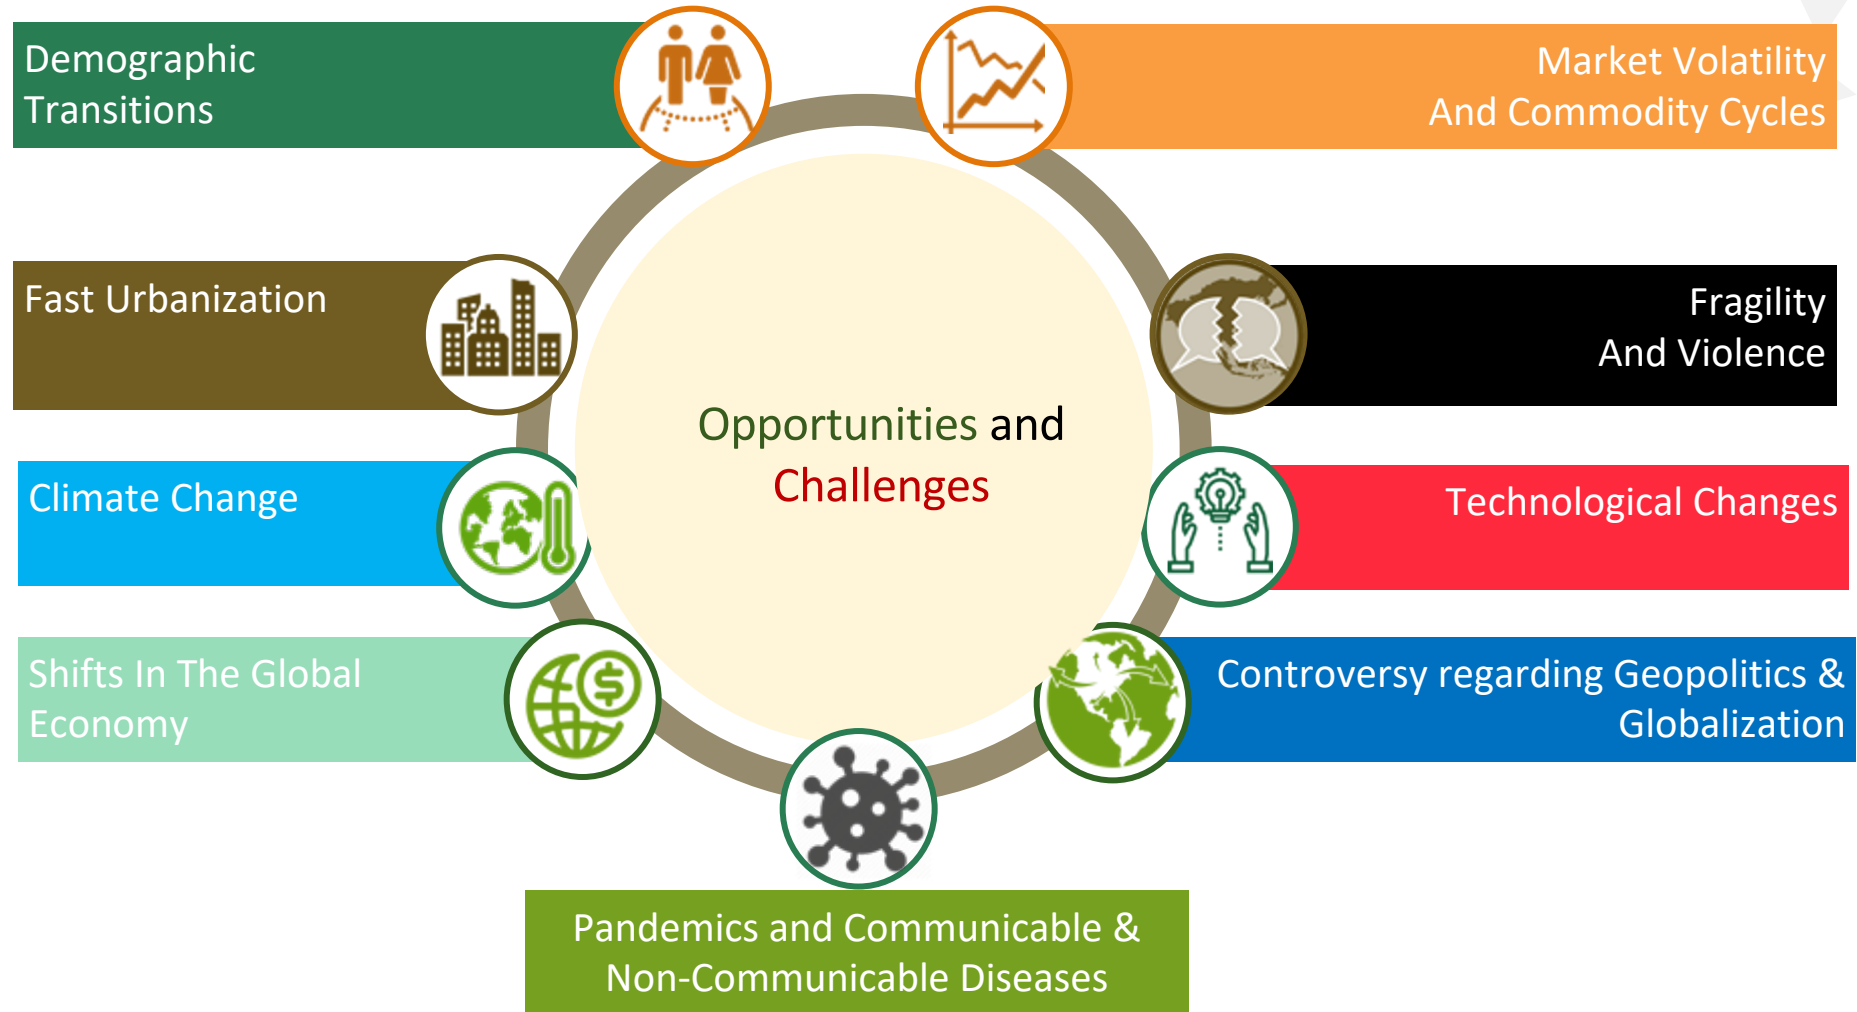 Demographic
Transitions
Market Volatility
And Commodity Cycles
Fast Urbanization
Fragility
And Violence
Opportunities and
Challenges
Climate Change
Technological Changes
Shifts In The Global
Economy
Controversy regarding Geopolitics &
Globalization
Pandemics and Communicable &
Non-Communicable Diseases